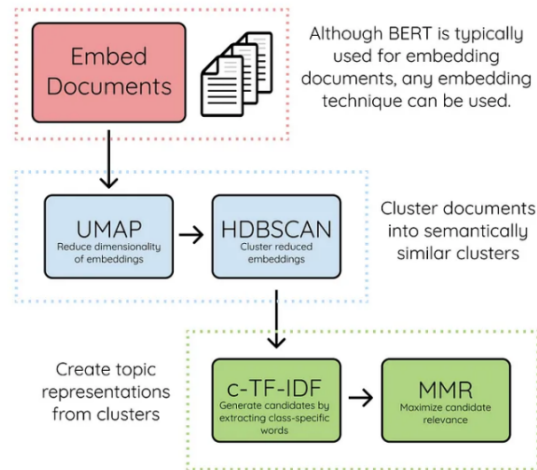 Embed
Documents
Although BERT is typically
used for embedding
documents, any embedding
technique can be used.
UMAP
Reduce dimensionality
of embeddings
HDBSCAN
Cluster reduced
embeddings
Cluster documents
into semantically
similar clusters
Create topic
representations
from clusters
c-TF-IDF
Generate candidates by
extracting class-specific
words
MMR
Maximize candidate
relevance